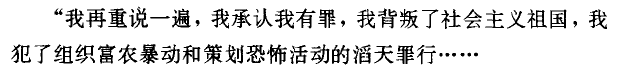 “我再重说一遍，我承认我有罪，我背叛了社会主义祖国，我
犯了组织富农暴动和策划恐怖活动的滔天罪行……